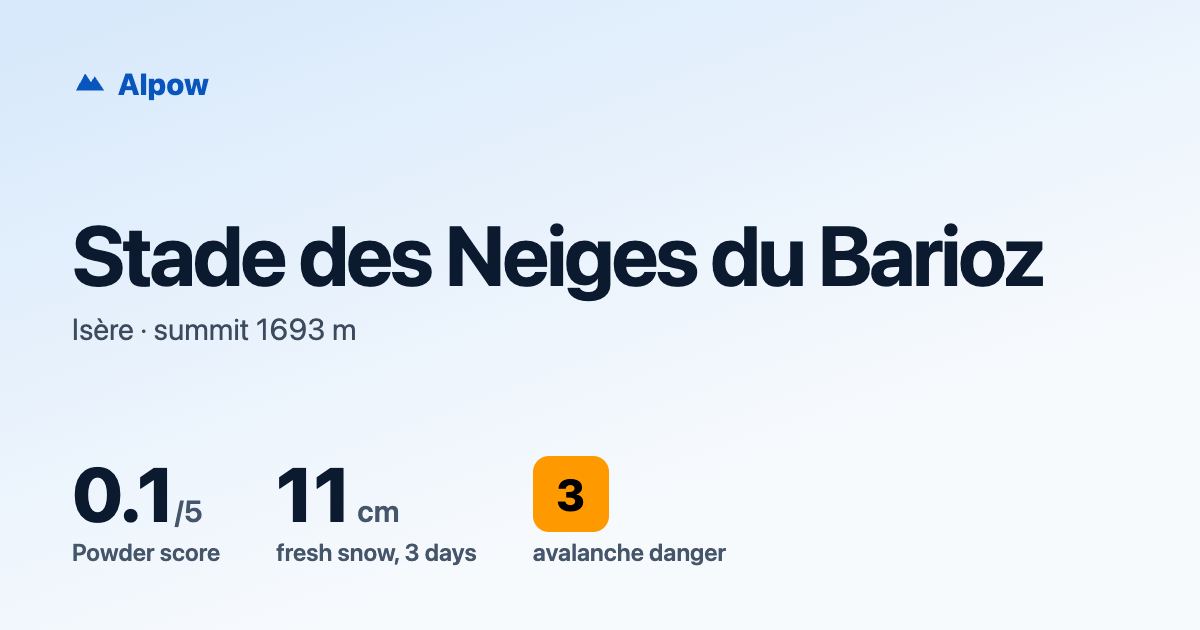 Alpow
Stade des Neiges du Barioz
Isère · summit 1693 m
0.1/5
Powder score
11 cm
fresh snow, 3 days
3
avalanche danger